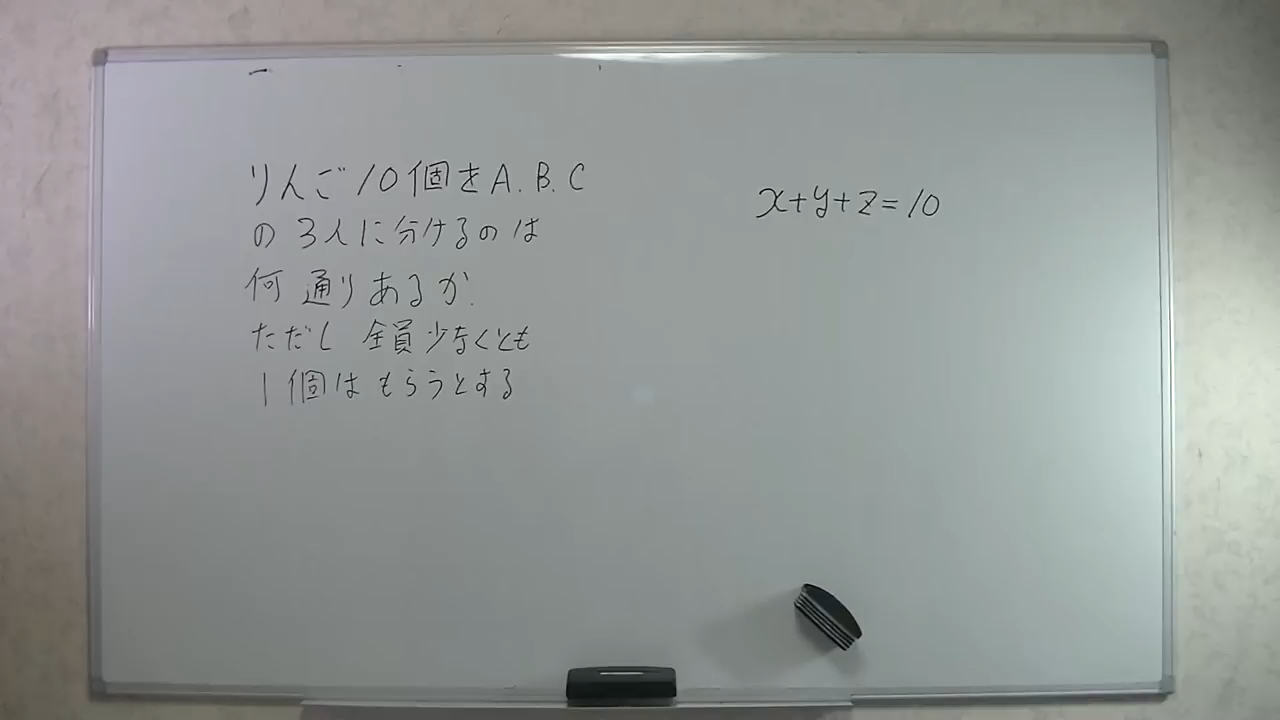 りんご10個をA.B.C
の3人に分けるのは
何通りあるか.
ただし 全員少なくとも
1個はもらうとする
x+y+z=10